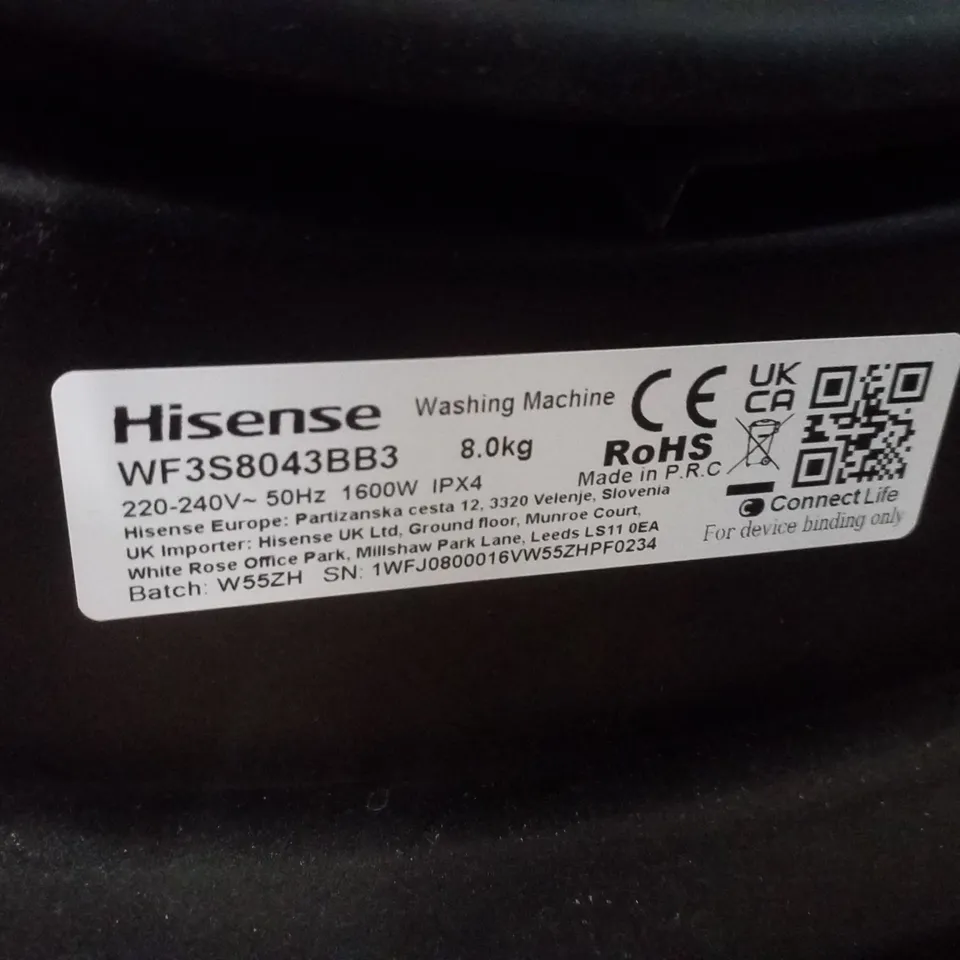 Hisense Washing Machine CE UK CA
WF3S8043BB3 8.0kg RoHS
220-240V~ 50Hz 1600W IPX4 Made in P.R.C
Hisense Europe: Partizanska cesta 12, 3320 Velenje, Slovenia
UK Importer: Hisense UK Ltd, Ground floor, Munroe Court,
White Rose Office Park, Millshaw Park Lane, Leeds LS11 0EA
Batch: W55ZH SN: 1WFJ0800016VW55ZHPF0234
ConnectLife
For device binding only